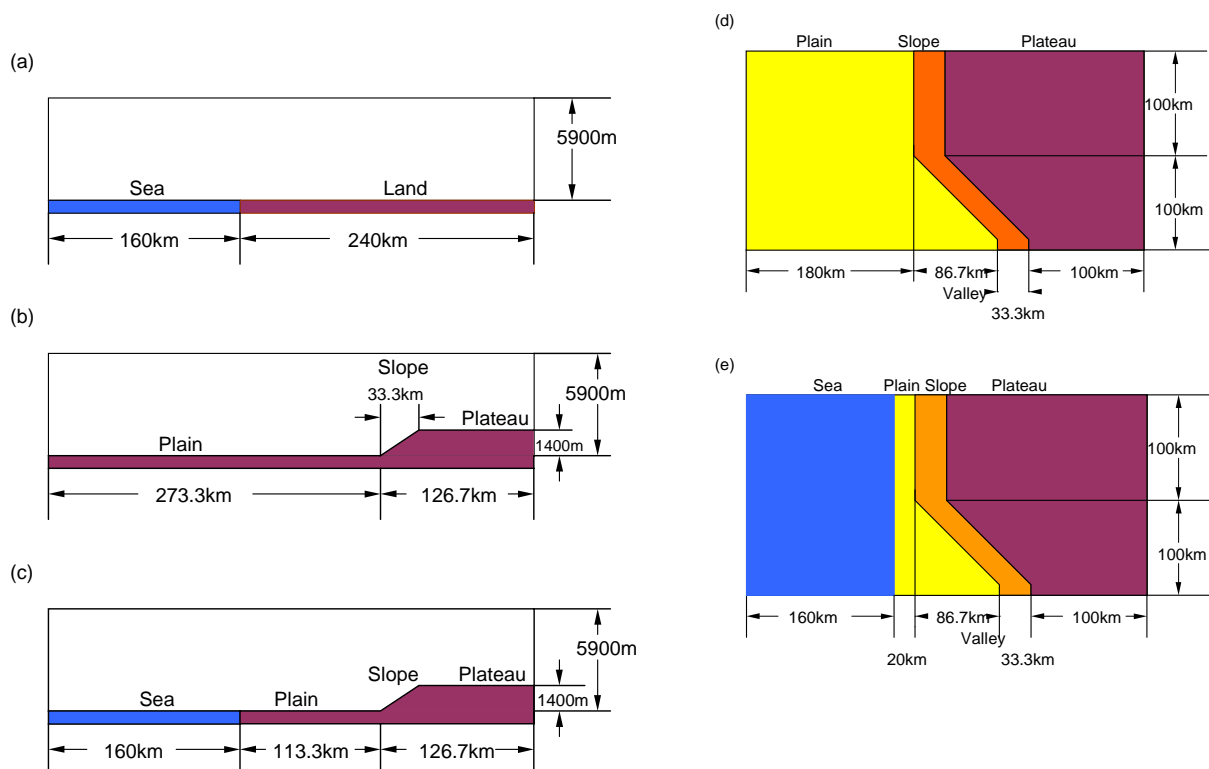 (a)
5900m
Sea Land
160km 240km
(b)
Slope
33.3km
Plateau
5900m
Plain
1400m
273.3km 126.7km
(c)
5900m
Slope Plateau
Sea Plain
1400m
160km 113.3km 126.7km
(d)
Plain Slope Plateau
100km
100km
180km 86.7km 100km
Valley
33.3km
(e)
Sea Plain Slope Plateau
100km
100km
160km 86.7km 100km
Valley
20km 33.3km